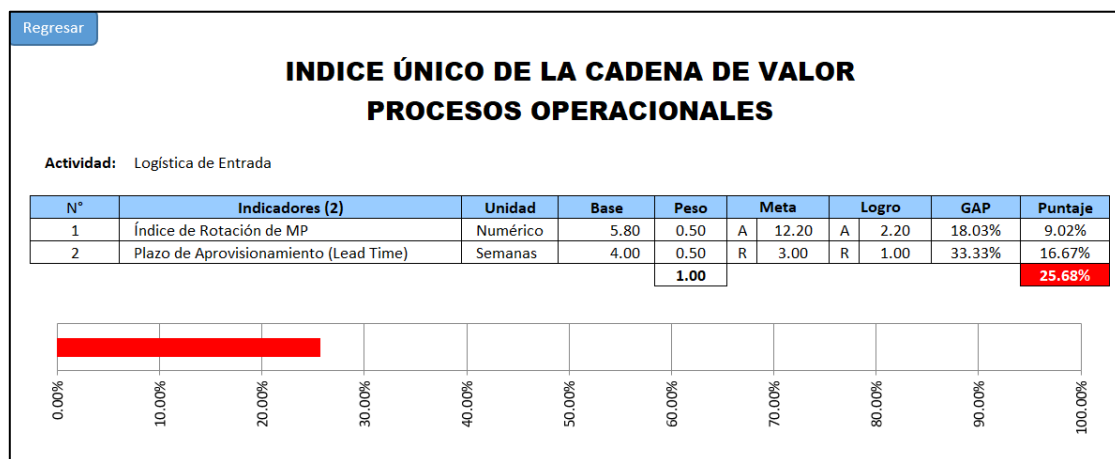 Regresar
INDICE ÚNICO DE LA CADENA DE VALOR
PROCESOS OPERACIONALES
Actividad: Logística de Entrada
N° Indicadores (2) Unidad Base Peso Meta Logro GAP Puntaje
1 Índice de Rotación de MP Numérico 5.80 0.50 A 12.20 A 2.20 18.03% 9.02%
2 Plazo de Aprovisionamiento (Lead Time) Semanas 4.00 0.50 R 3.00 R 1.00 33.33% 16.67%
1.00 25.68%
0.00% 10.00% 20.00% 30.00% 40.00% 50.00% 60.00% 70.00% 80.00% 90.00% 100.00%